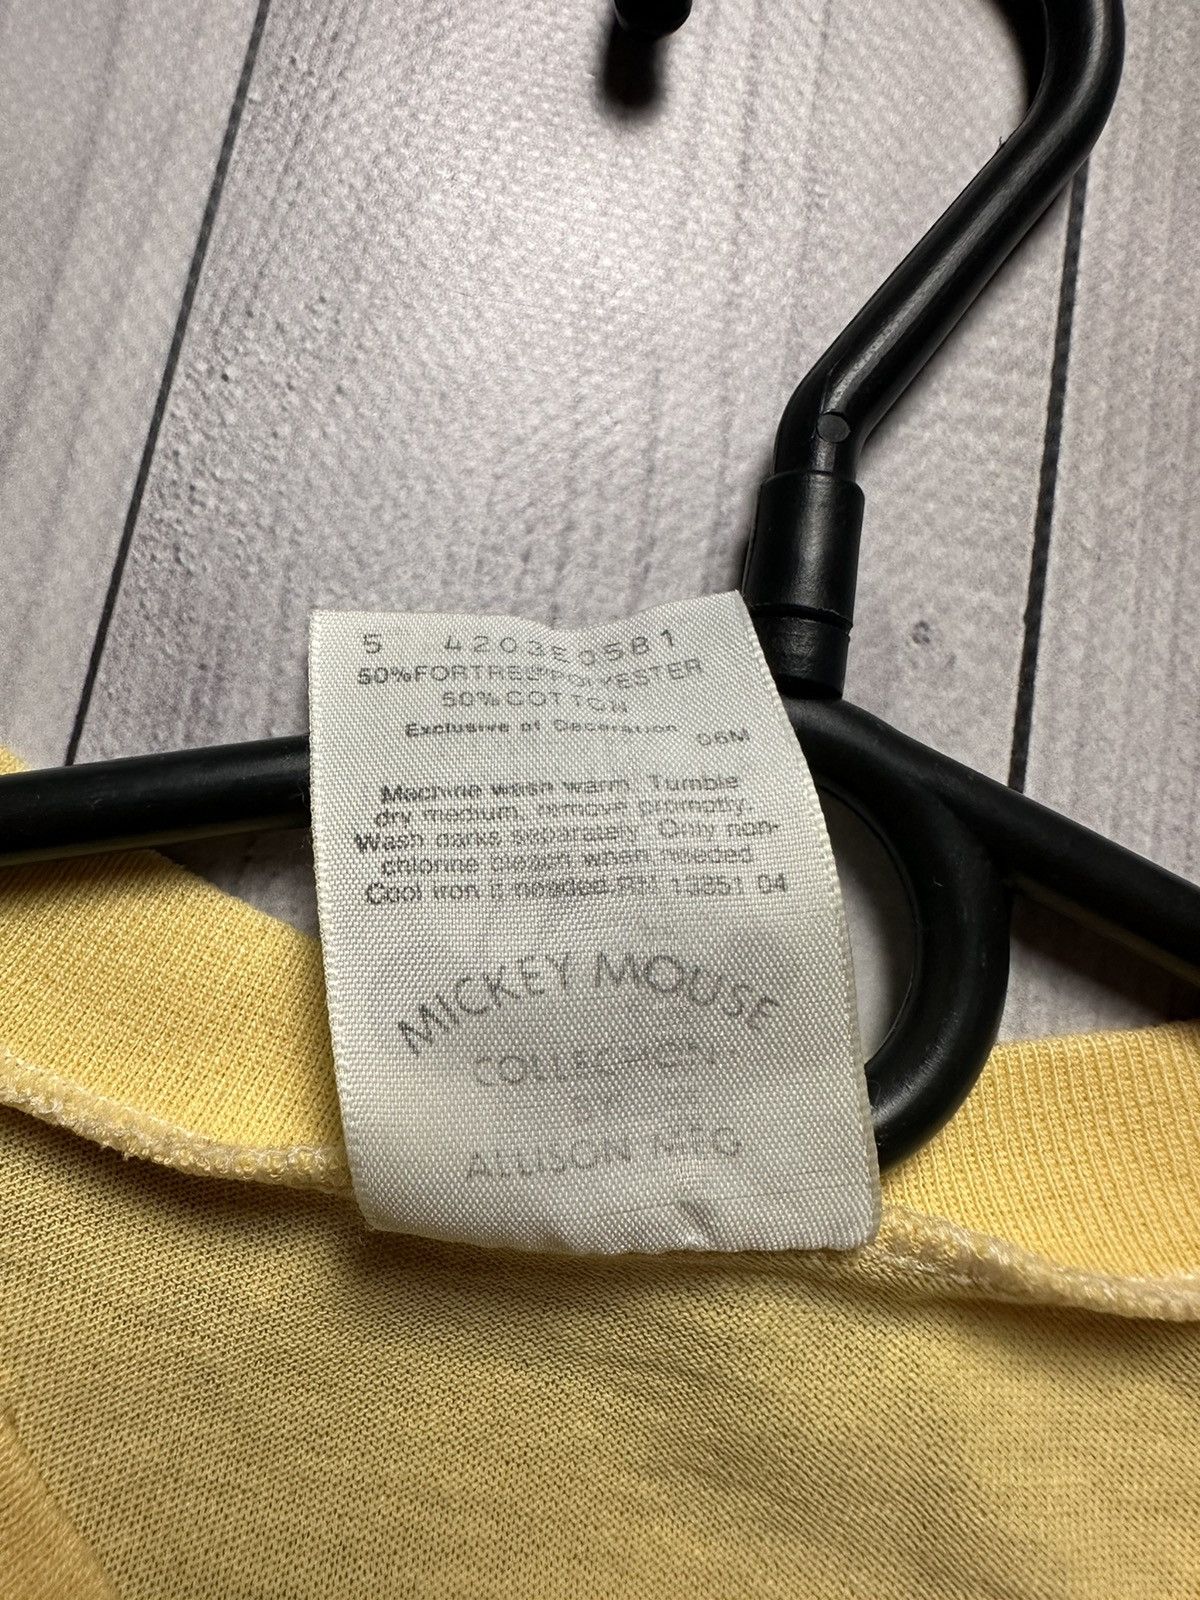 5 4203E0581
50%FORTREL®POLYESTER
50%COTTON
Exclusive of Decoration 06M
Machine wash warm. Tumble
dry medium, remove promptly.
Wash darks separately. Only non-
chlorine bleach when needed
Cool iron if needed.RN 13851 04
MICKEY MOUSE
COLLECTION
BY
ALLISON MFG